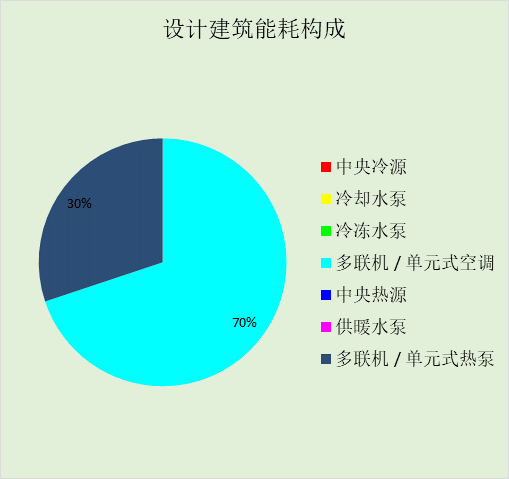 设计建筑能耗构成
中央冷源
30%
冷却水泵
冷冻水泵
多联机 / 单元式空调
中央热源
70%
供暖水泵
多联机 / 单元式热泵